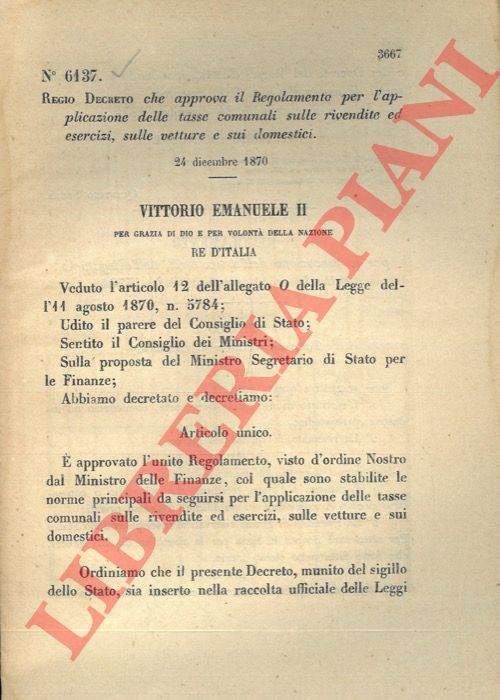 3667
N° 6137.
REGIO DECRETO che approva il Regolamento per l'ap-
plicazione delle tasse comunali sulle rivendite ed
esercizi, sulle vetture e sui domestici.
24 dicembre 1870
VITTORIO EMANUELE II
PER GRAZIA DI DIO E PER VOLONTÀ DELLA NAZIONE
RE D'ITALIA
Veduto l'articolo 12 dell'allegato O della Legge del-
l'11 agosto 1870, n. 5784;
Udito il parere del Consiglio di Stato;
Sentito il Consiglio dei Ministri;
Sulla proposta del Ministro Segretario di Stato per
le Finanze;
Abbiamo decretato e decretiamo:
Articolo unico.
È approvato l'unito Regolamento, visto d'ordine Nostro
dal Ministro delle Finanze, col quale sono stabilite le
norme principali da seguirsi per l'applicazione delle tasse
comunali sulle rivendite ed esercizi, sulle vetture e sui
domestici.
Ordiniamo che il presente Decreto, munito del sigillo
dello Stato, sia inserto nella raccolta ufficiale delle Leggi
LIBRERIA PIANI